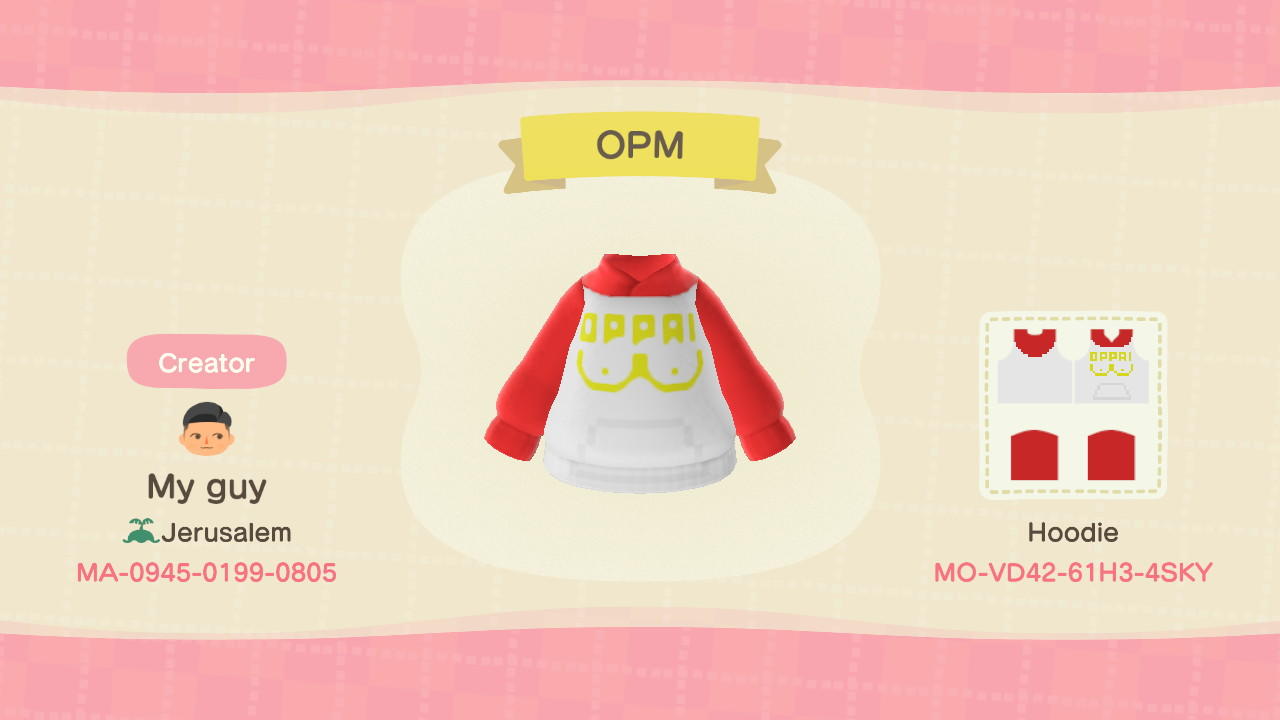 OPM
OPPAI
Creator
My guy
Jerusalem
MA-0945-0199-0805
OPPAI
Hoodie
MO-VD42-61H3-4SKY